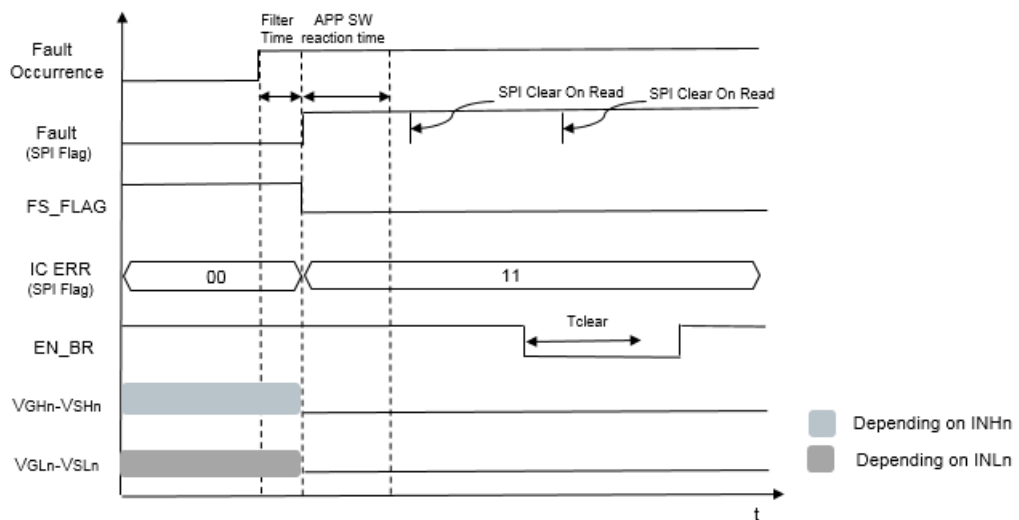 Filter
Time
APP SW
reaction time
Fault
Occurrence
SPI Clear On Read
SPI Clear On Read
Fault
(SPI Flag)
FS_FLAG
IC ERR
(SPI Flag)
00
11
Tclear
EN_BR
VGHn-VSHn
Depending on INHn
VGLn-VSLn
Depending on INLn
t